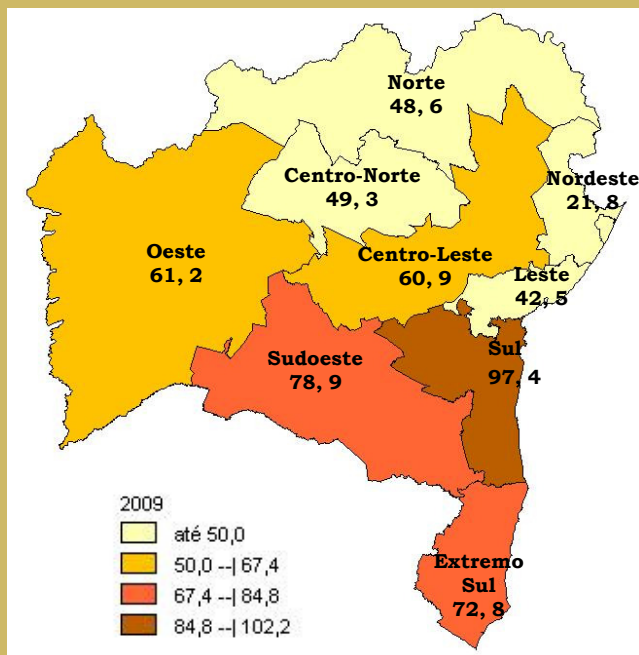 Norte
48, 6
Centro-Norte
49, 3
Nordeste
21, 8
Oeste
61, 2
Centro-Leste
60, 9
Leste
42, 5
Sudoeste
78, 9
Sul
97, 4
Extremo
Sul
72, 8
2009
até 50,0
50,0 --| 67,4
67,4 --| 84,8
84,8 --| 102,2